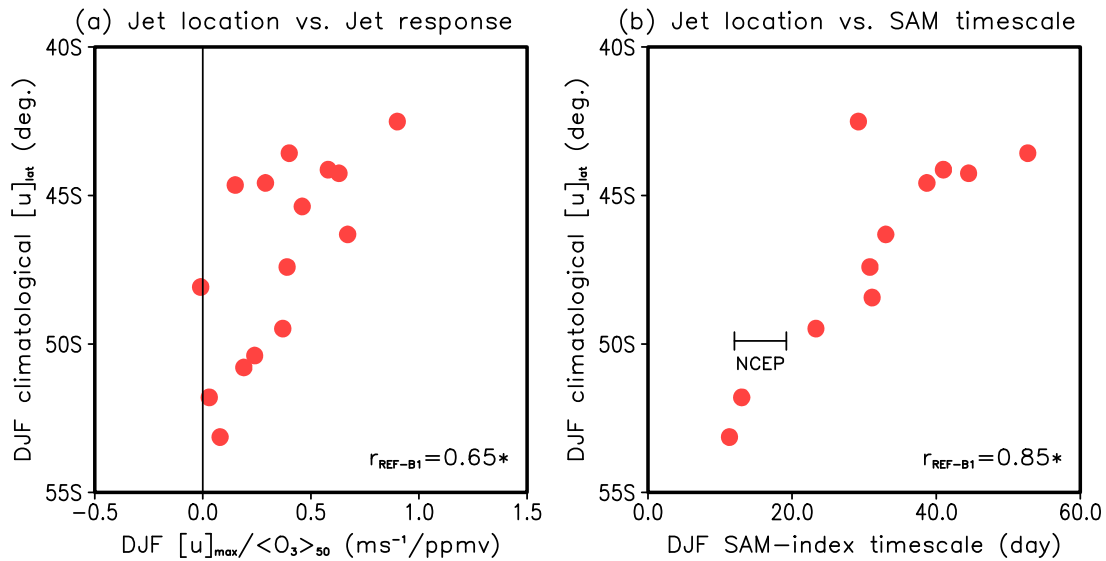 (a) Jet location vs. Jet response
40S
45S
50S
55S
DJF climatological [u]lat (deg.)
rREF-B1=0.65*
-0.5 0.0 0.5 1.0 1.5
DJF [u]max/<O3>50 (ms⁻¹/ppmv)
(b) Jet location vs. SAM timescale
40S
45S
50S
55S
DJF climatological [u]lat (deg.)
NCEP
rREF-B1=0.85*
0.0 20.0 40.0 60.0
DJF SAM-index timescale (day)